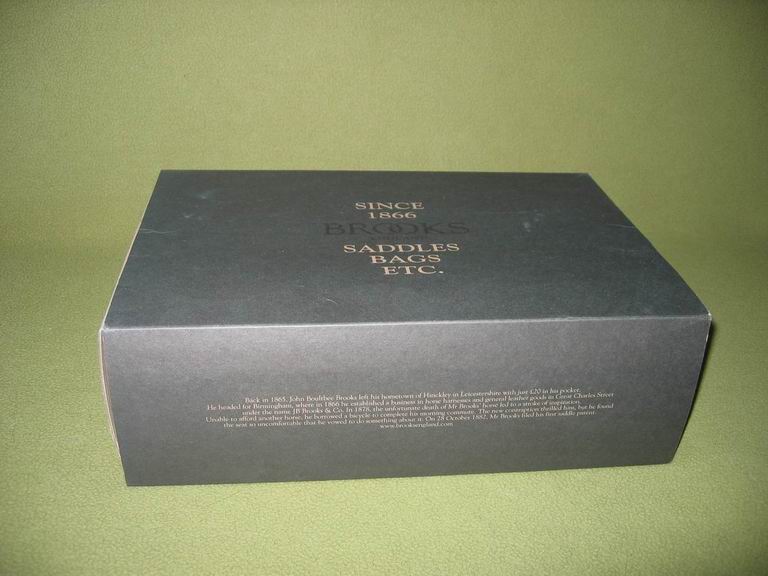 SINCE
1866
BROOKS
SADDLES
BAGS
ETC.
Back in 1865, John Boultbee Brooks left his hometown of Hinckley in Leicestershire with just £20 in his pocket.
He headed for Birmingham, where in 1866 he established a business in horse harnesses and general leather goods in Great Charles Street
under the name JB Brooks & Co. In 1878, the unfortunate death of Mr Brooks' horse led to a stroke of inspiration.
Unable to afford another horse, he borrowed a bicycle to complete his morning commute. The new contraption thrilled him, but he found
the seat so uncomfortable that he vowed to do something about it. On 28 October 1882, Mr Brooks filed his first saddle patent.
www.brooksengland.com